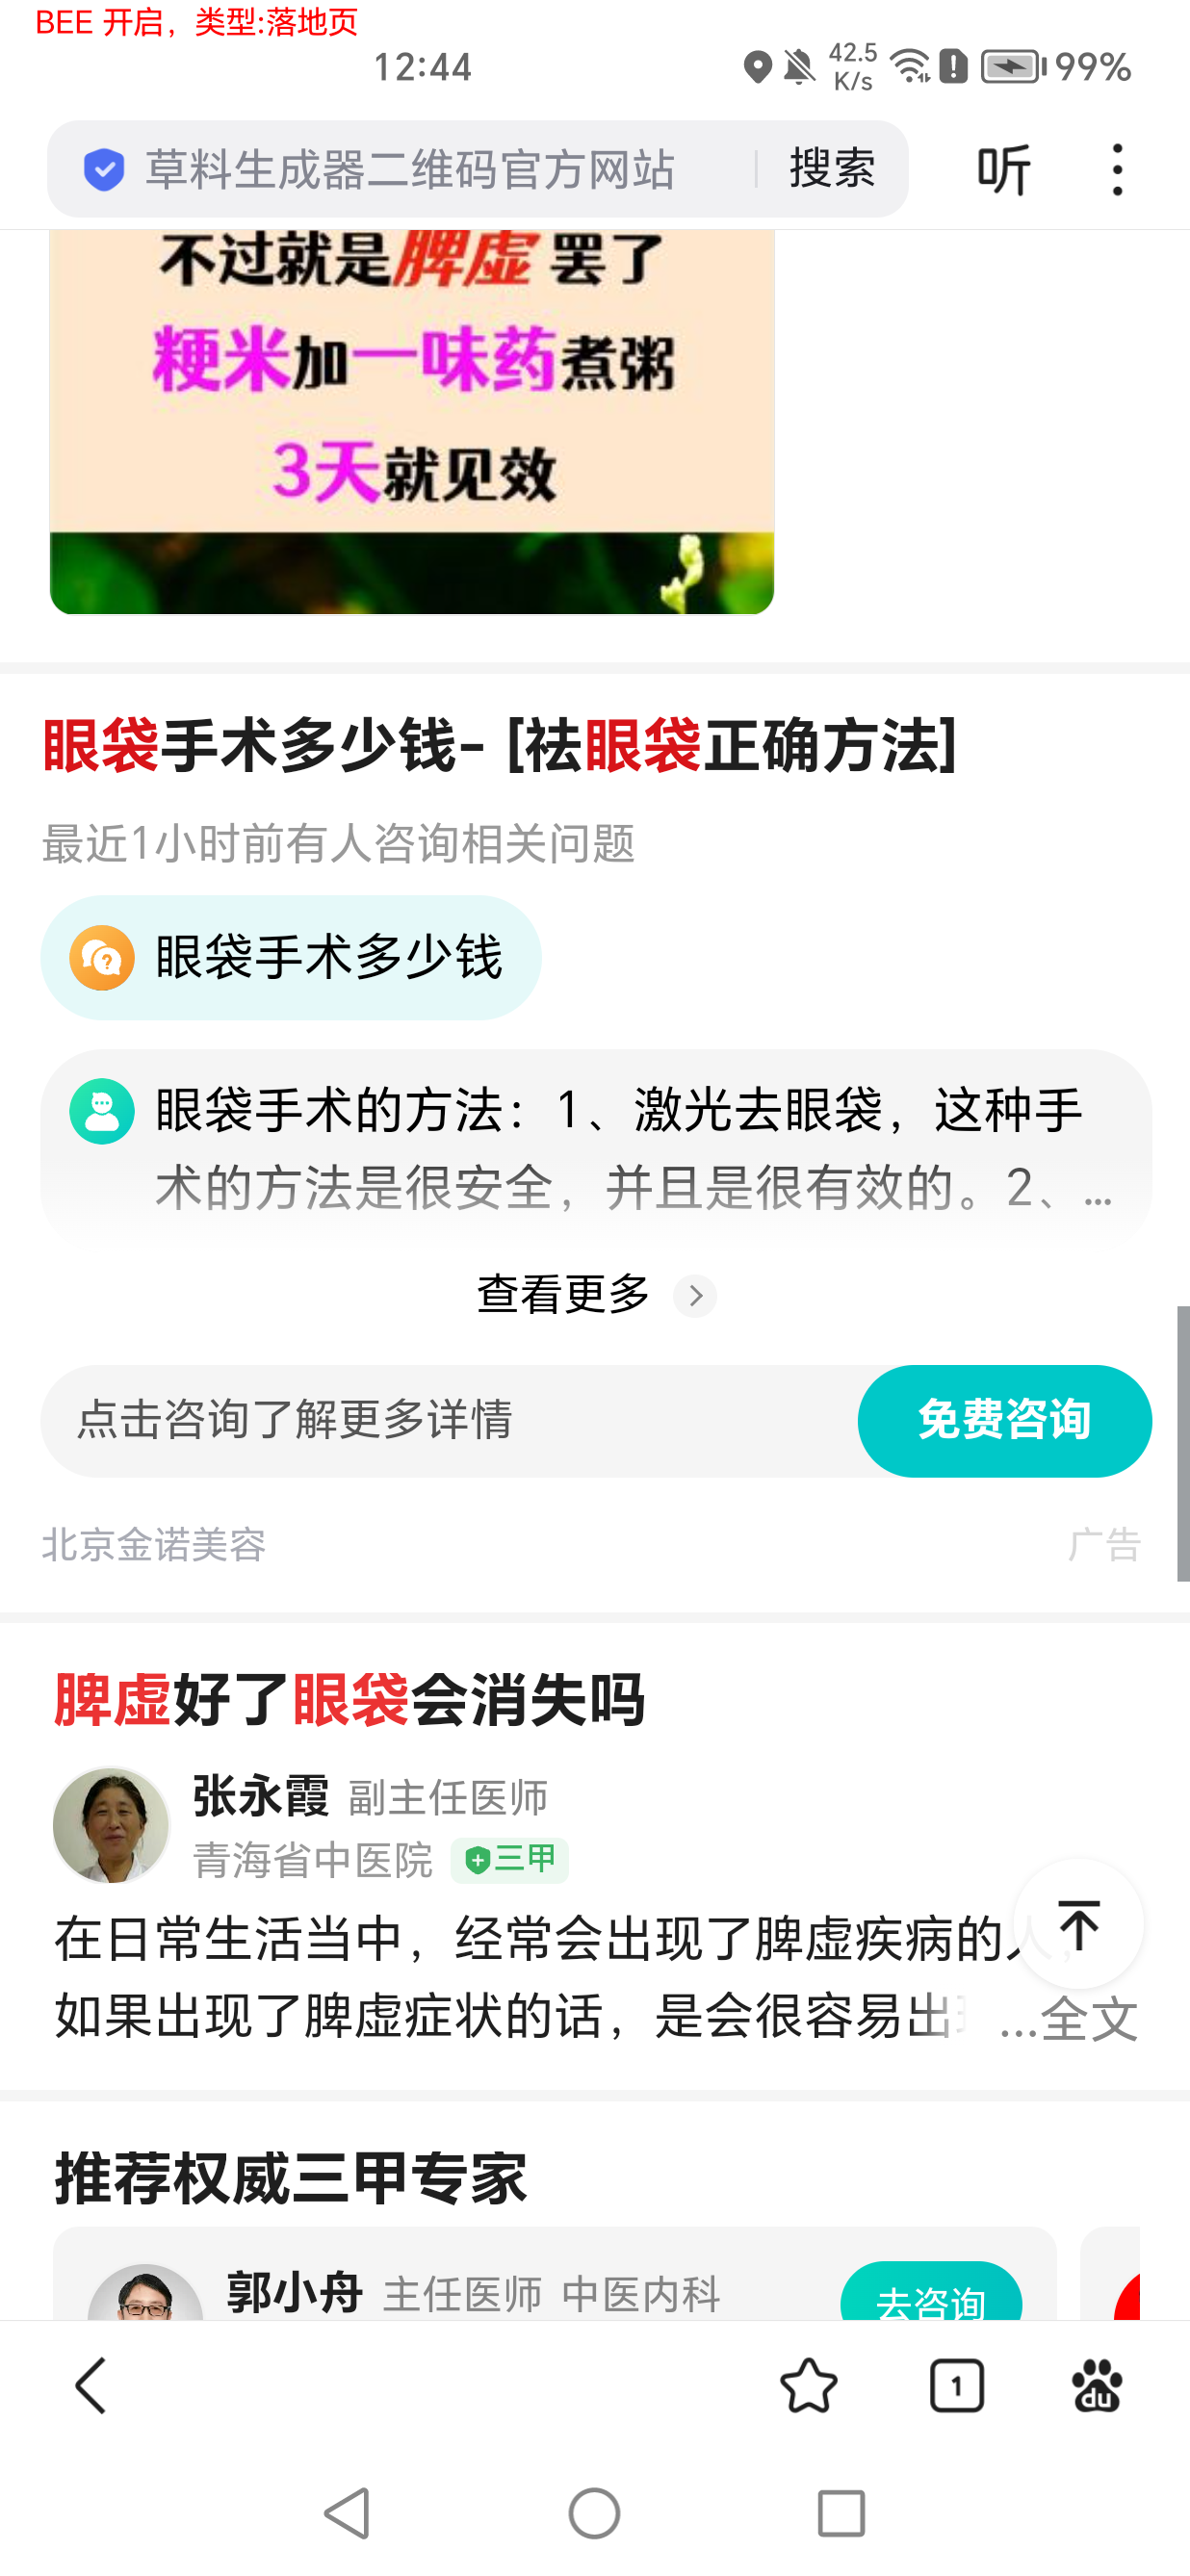 BEE 开启，类型:落地页
12:44
42.5
K/s
99%
草料生成器二维码官方网站
搜索
听
不过就是脾虚 罢了
粳米加一味药煮粥
3天就见效
眼袋手术多少钱- [祛眼袋正确方法]
最近1小时前有人咨询相关问题
眼袋手术多少钱
眼袋手术的方法：1、激光去眼袋，这种手
术的方法是很安全，并且是很有效的。2、...
查看更多
点击咨询了解更多详情
免费咨询
北京金诺美容
广告
脾虚好了眼袋会消失吗
张永霞 副主任医师
青海省中医院 三甲
在日常生活当中，经常会出现了脾虚疾病的人，
如果出现了脾虚症状的话，是会很容易出
...全文
推荐权威三甲专家
郭小舟 主任医师 中医内科
去咨询
1
du